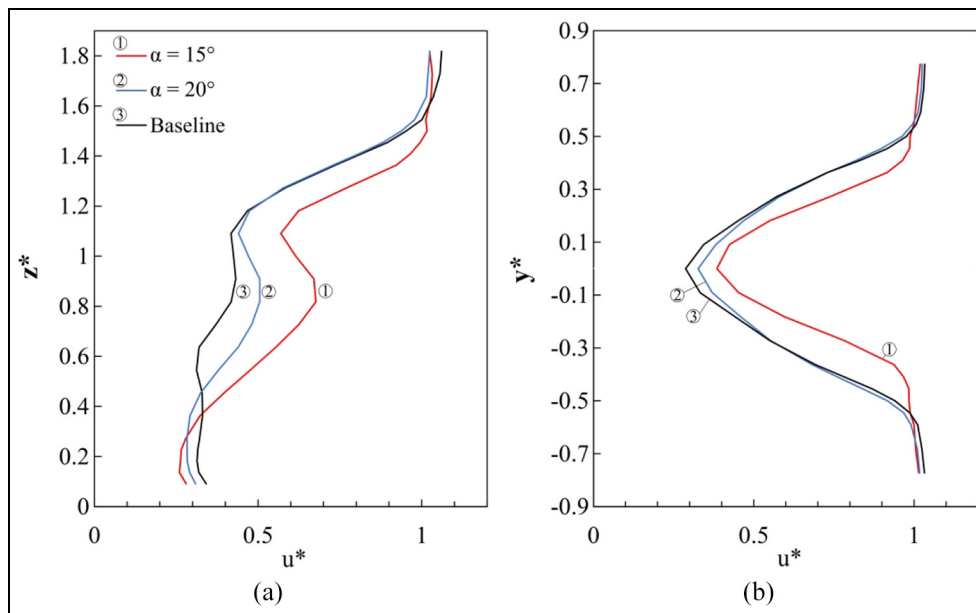 ① α = 15°
② α = 20°
③ Baseline
1.8
1.6
1.4
1.2
1
0.8
0.6
0.4
0.2
0
z*
③ ② ①
0 0.5 1
u*
(a)
0.9
0.7
0.5
0.3
0.1
-0.1
-0.3
-0.5
-0.7
-0.9
y*
②
③
①
0 0.5 1
u*
(b)